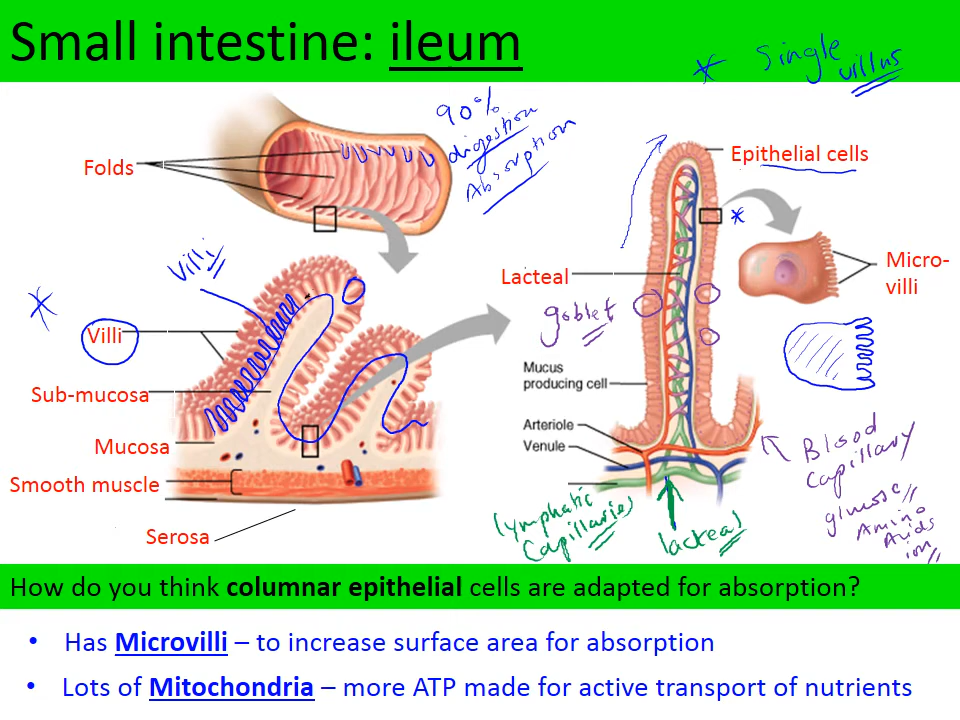 Small intestine: ileum
* Single
villus
90%
digestion
Absorption
Folds
Epithelial cells
*
Villi
Lacteal
Micro-
villi
goblet
* Villi
Mucus
producing cell
Sub-mucosa
Arteriole
Venule
Mucosa
Blood
Capillary
Smooth muscle
glucose
Amino
Acids
ion
Lymphatic
Capillaries
lacteal
Serosa
How do you think columnar epithelial cells are adapted for absorption?
• Has Microvilli – to increase surface area for absorption
• Lots of Mitochondria – more ATP made for active transport of nutrients